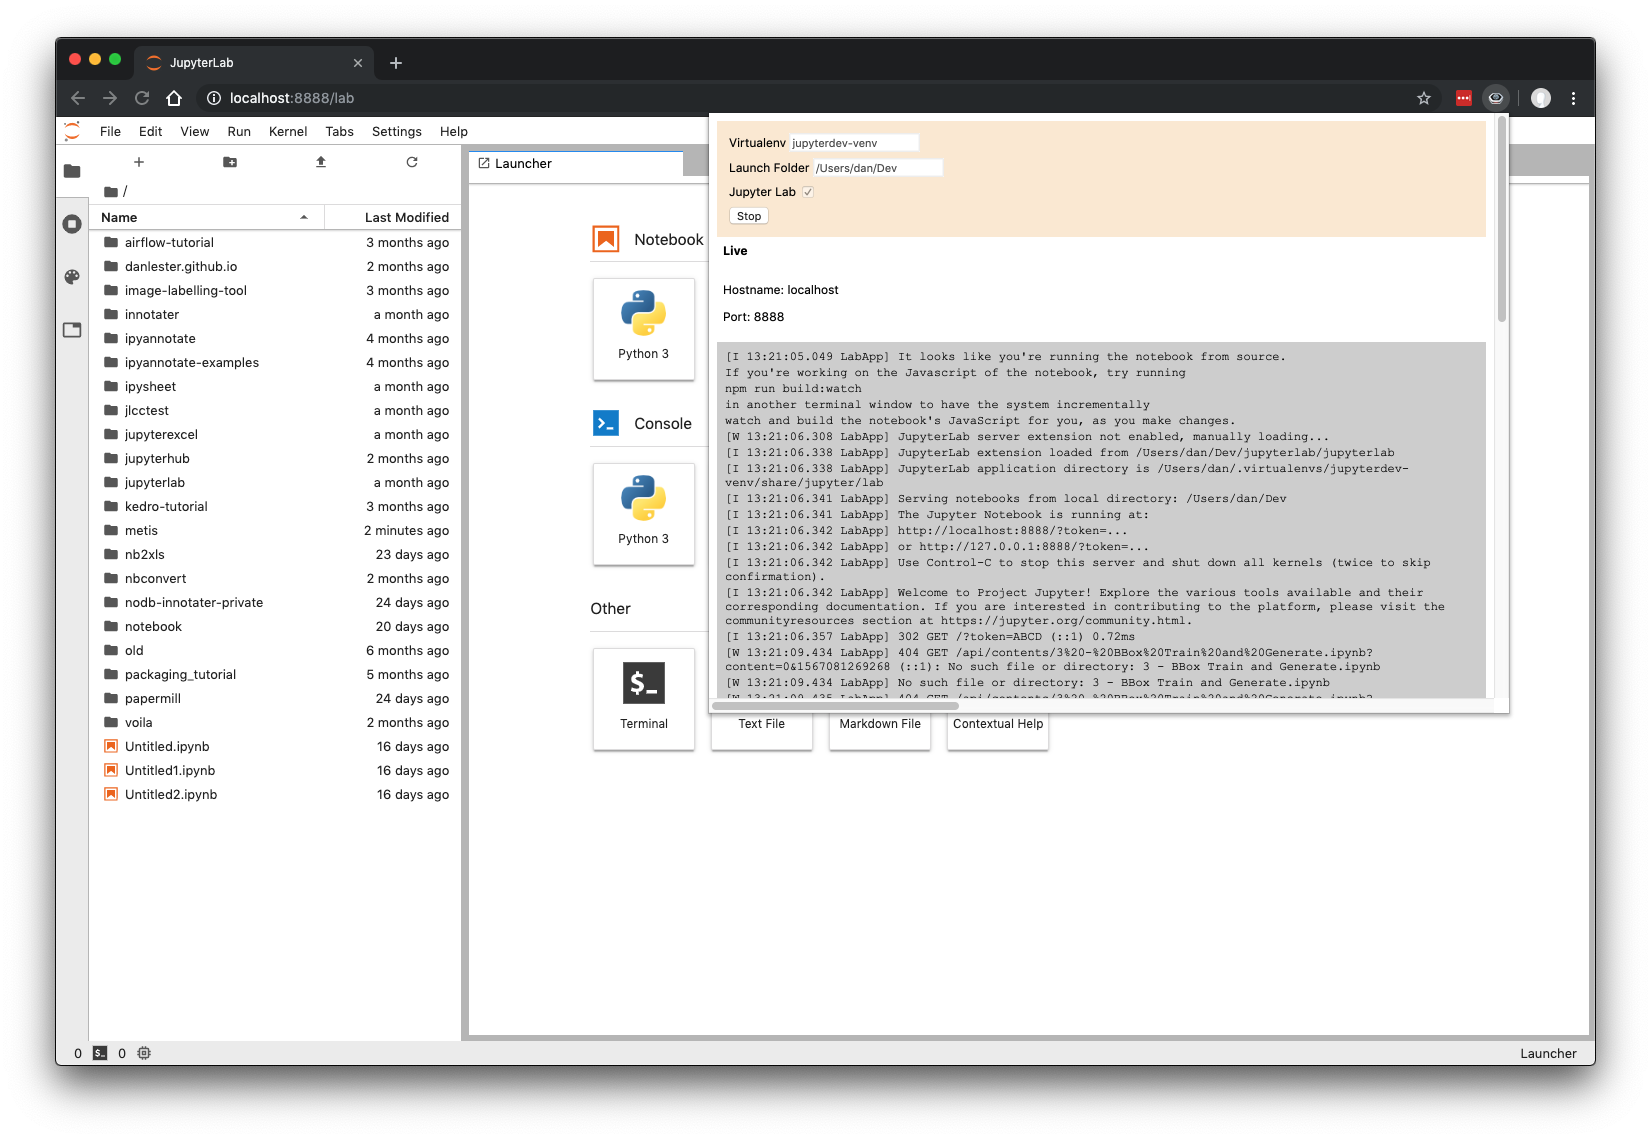 JupyterLab
localhost:8888/lab
File Edit View Run Kernel Tabs Settings Help
/
Name Last Modified
airflow-tutorial 3 months ago
danlester.github.io 2 months ago
image-labelling-tool 3 months ago
innotater a month ago
ipyannotate 4 months ago
ipyannotate-examples 4 months ago
ipysheet a month ago
jlcctest a month ago
jupyterexcel a month ago
jupyterhub 2 months ago
jupyterlab a month ago
kedro-tutorial 3 months ago
metis 2 minutes ago
nb2xls 23 days ago
nbconvert 2 months ago
nodb-innotater-private 24 days ago
notebook 20 days ago
old 6 months ago
packaging_tutorial 5 months ago
papermill 24 days ago
voila 2 months ago
Untitled.ipynb 16 days ago
Untitled1.ipynb 16 days ago
Untitled2.ipynb 16 days ago
Launcher
Notebook
Python 3
Console
Python 3
Other
$_
Terminal
Text File
Markdown File
Contextual Help
Virtualenv jupyterdev-venv
Launch Folder /Users/dan/Dev
Jupyter Lab
Stop
Live
Hostname: localhost
Port: 8888
[I 13:21:05.049 LabApp] It looks like you're running the notebook from source.
If you're working on the Javascript of the notebook, try running
npm run build:watch
in another terminal window to have the system incrementally
watch and build the notebook's JavaScript for you, as you make changes.
[W 13:21:06.308 LabApp] JupyterLab server extension not enabled, manually loading...
[I 13:21:06.338 LabApp] JupyterLab extension loaded from /Users/dan/Dev/jupyterlab/jupyterlab
[I 13:21:06.338 LabApp] JupyterLab application directory is /Users/dan/.virtualenvs/jupyterdev-
venv/share/jupyter/lab
[I 13:21:06.341 LabApp] Serving notebooks from local directory: /Users/dan/Dev
[I 13:21:06.341 LabApp] The Jupyter Notebook is running at:
[I 13:21:06.342 LabApp] http://localhost:8888/?token=...
[I 13:21:06.342 LabApp] or http://127.0.0.1:8888/?token=...
[I 13:21:06.342 LabApp] Use Control-C to stop this server and shut down all kernels (twice to skip
confirmation).
[I 13:21:06.342 LabApp] Welcome to Project Jupyter! Explore the various tools available and their
corresponding documentation. If you are interested in contributing to the platform, please visit the
communityresources section at https://jupyter.org/community.html.
[I 13:21:06.357 LabApp] 302 GET /?token=ABCD (::1) 0.72ms
[W 13:21:09.434 LabApp] 404 GET /api/contents/3%20-%20BBox%20Train%20and%20Generate.ipynb?
content=0&1567081269268 (::1): No such file or directory: 3 - BBox Train and Generate.ipynb
[W 13:21:09.434 LabApp] No such file or directory: 3 - BBox Train and Generate.ipynb
[W 13:21:09.435 LabApp] 404 GET /api/contents/3%20-%20BBox%20Train%20and%20Generate.ipynb?
0 $_ 0
Launcher